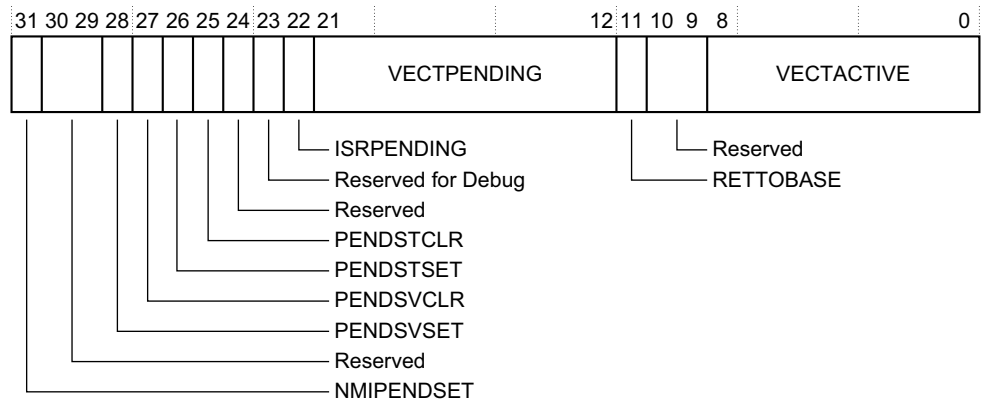 31 30 29 28 27 26 25 24 23 22 21 12 11 10 9 8 0
VECTPENDING VECTACTIVE
ISRPENDING Reserved
Reserved for Debug RETTOBASE
Reserved
PENDSTCLR
PENDSTSET
PENDSVCLR
PENDSVSET
Reserved
NMIPENDSET